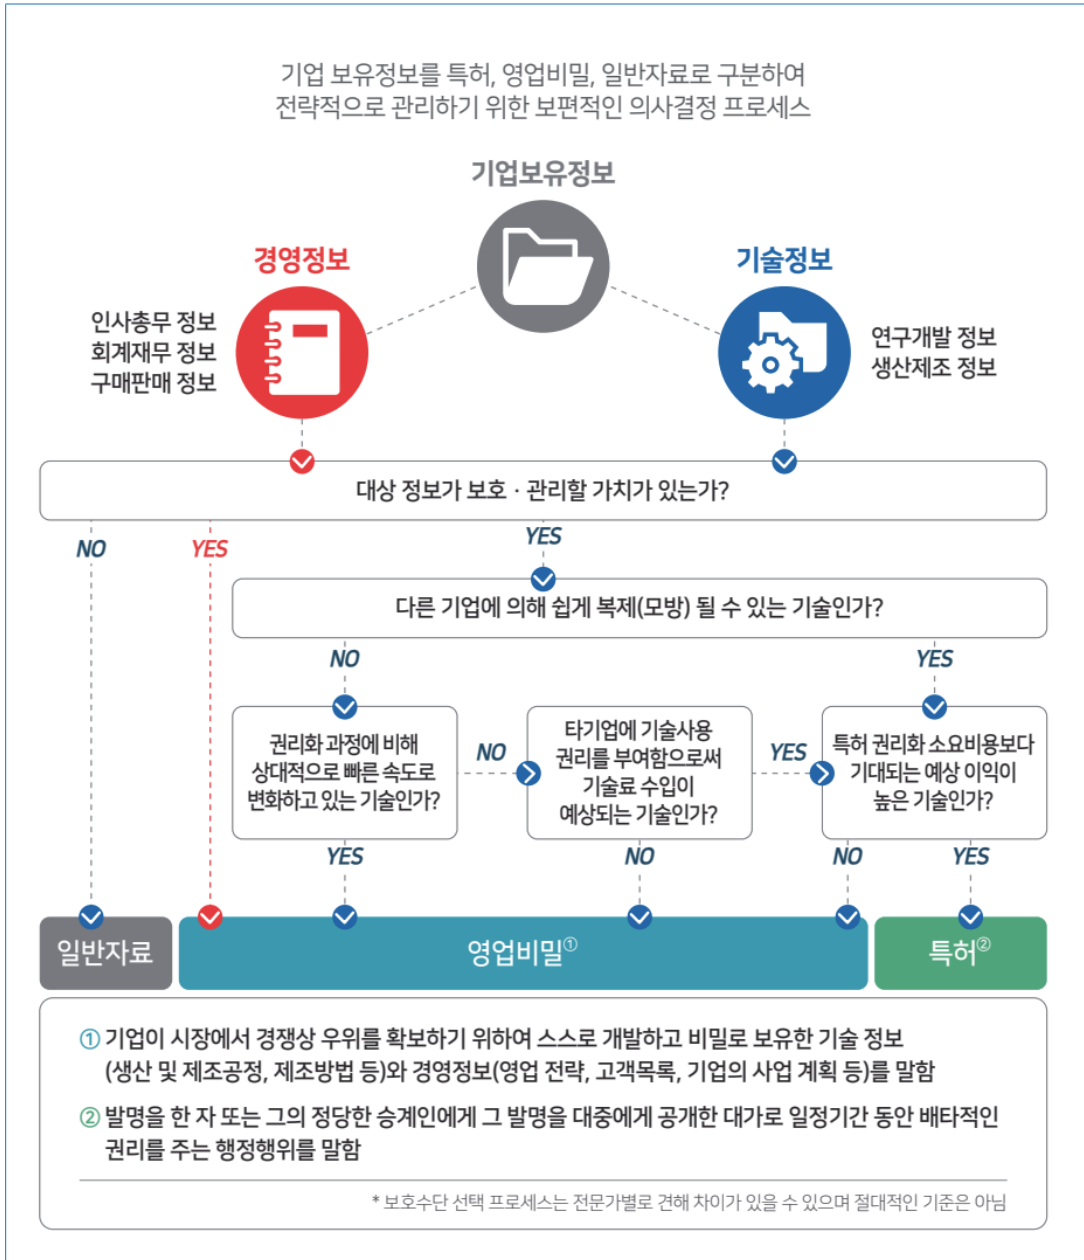 기업 보유정보를 특허, 영업비밀, 일반자료로 구분하여
전략적으로 관리하기 위한 보편적인 의사결정 프로세스
기업보유정보
경영정보
기술정보
인사총무 정보
회계재무 정보
구매판매 정보
연구개발 정보
생산제조 정보
대상 정보가 보호 · 관리할 가치가 있는가?
NO
YES
YES
다른 기업에 의해 쉽게 복제(모방) 될 수 있는 기술인가?
NO
YES
권리화 과정에 비해
상대적으로 빠른 속도로
변화하고 있는 기술인가?
NO
타기업에 기술사용
권리를 부여함으로써
기술료 수입이
예상되는 기술인가?
YES
특허 권리화 소요비용보다
기대되는 예상 이익이
높은 기술인가?
YES
NO
NO
YES
일반자료
영업비밀①
특허②
① 기업이 시장에서 경쟁상 우위를 확보하기 위하여 스스로 개발하고 비밀로 보유한 기술 정보
(생산 및 제조공정, 제조방법 등)와 경영정보(영업 전략, 고객목록, 기업의 사업 계획 등)를 말함
② 발명을 한 자 또는 그의 정당한 승계인에게 그 발명을 대중에게 공개한 대가로 일정기간 동안 배타적인
권리를 주는 행정행위를 말함
* 보호수단 선택 프로세스는 전문가별로 견해 차이가 있을 수 있으며 절대적인 기준은 아님